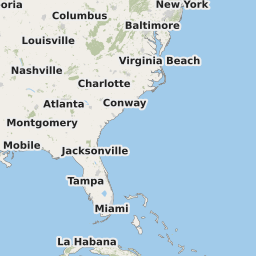 New York
oria
Columbus
Baltimore
Louisville
Virginia Beach
Nashville
Charlotte
Atlanta
Conway
Montgomery
Mobile
Jacksonville
Tampa
Miami
La Habana